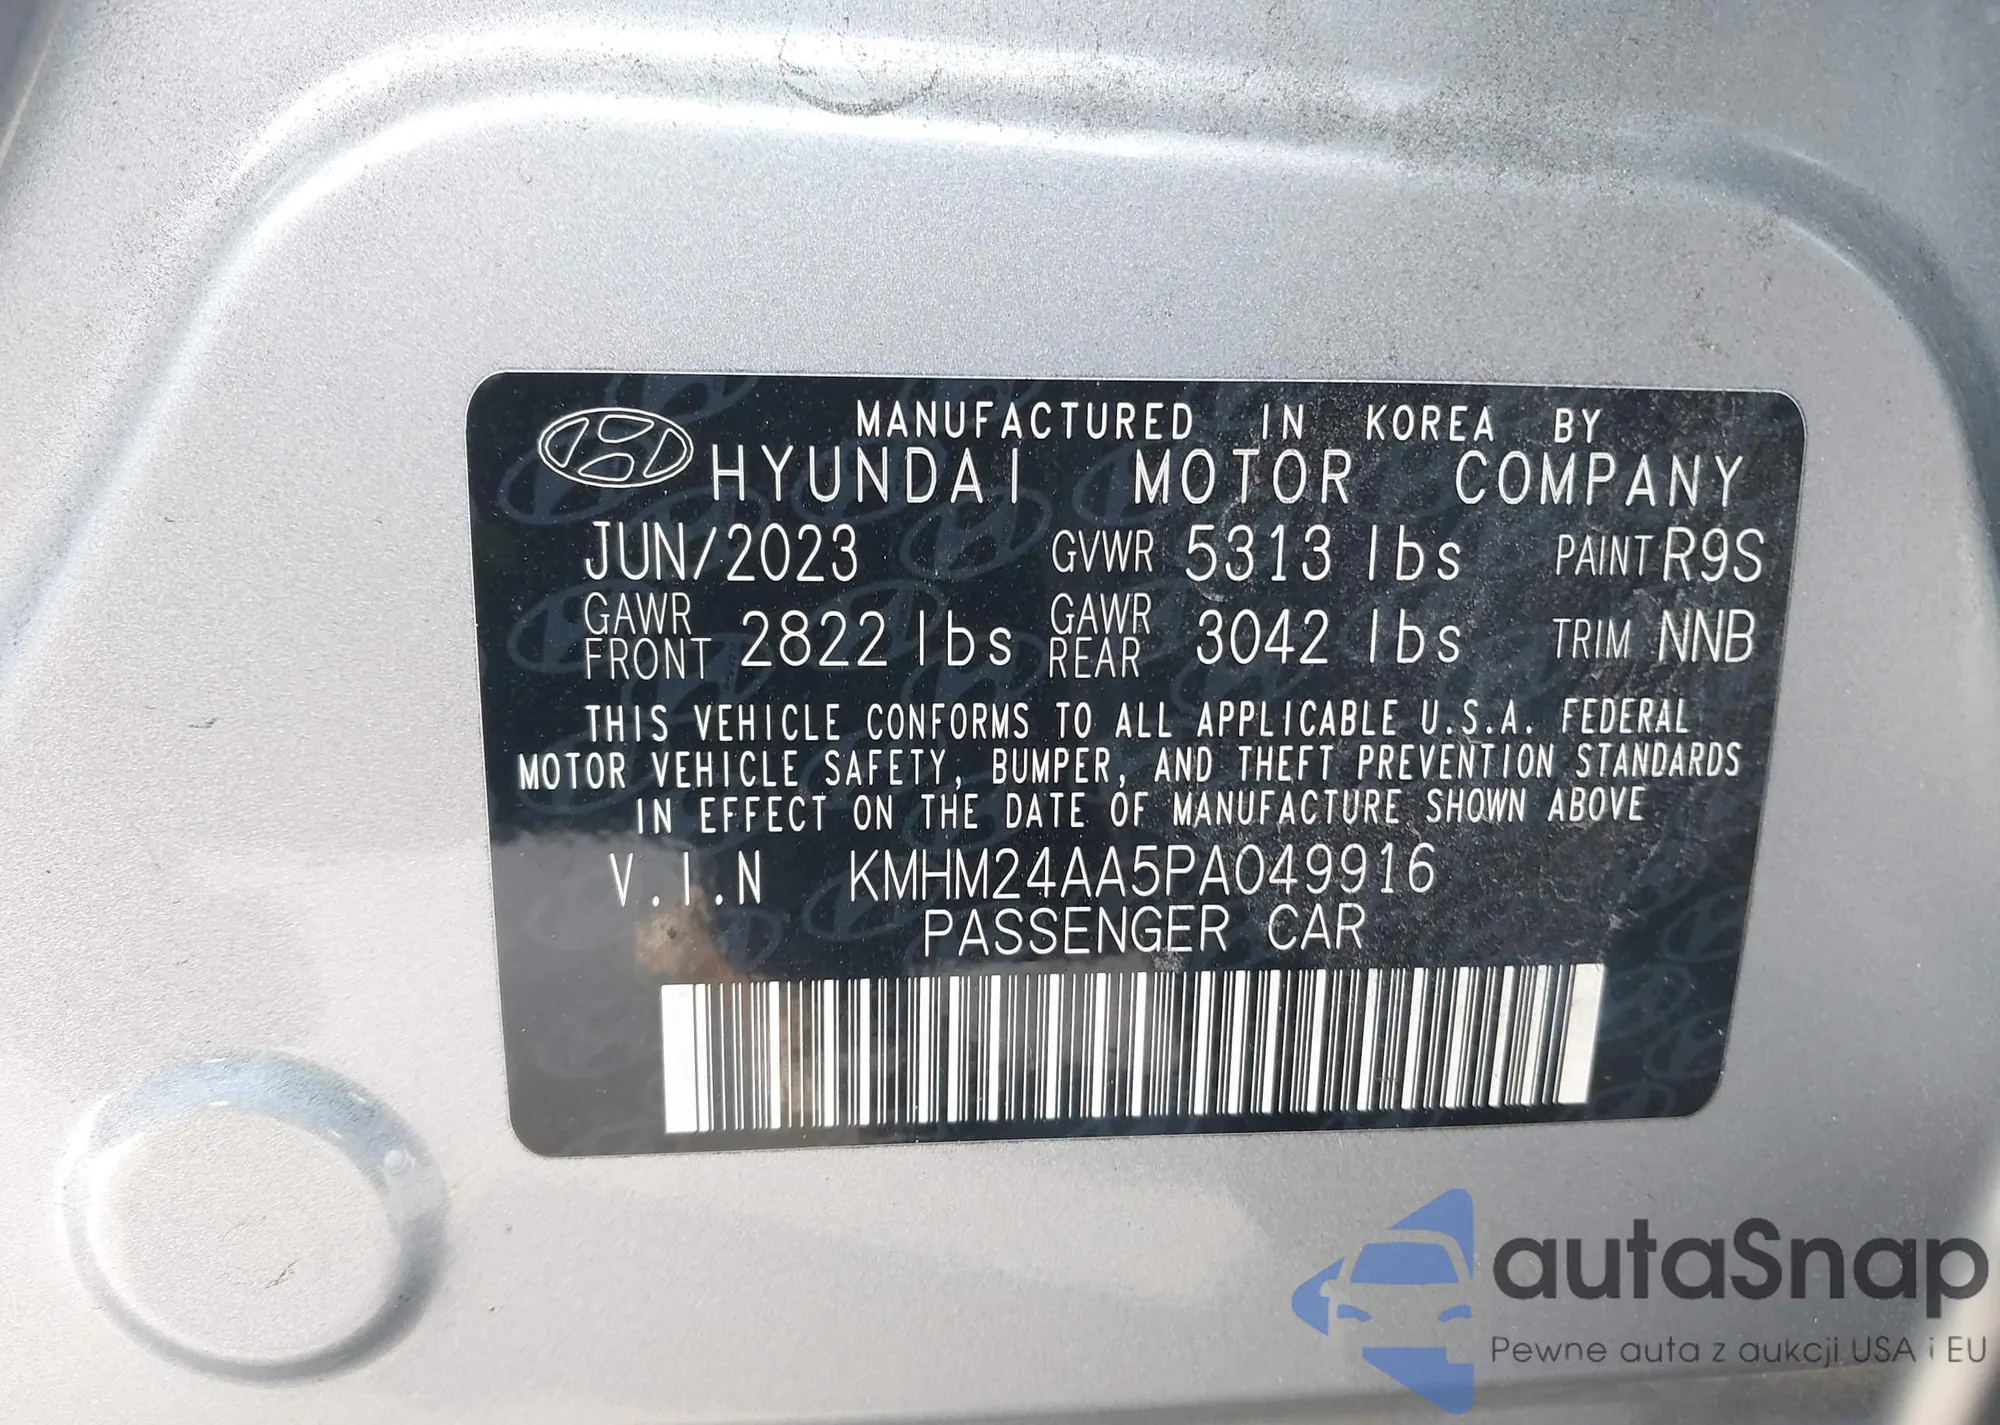 MANUFACTURED IN KOREA BY
HYUNDAI MOTOR COMPANY
JUN/2023 GVWR 5313 lbs PAINT R9S
GAWR FRONT 2822 lbs GAWR REAR 3042 lbs TRIM NNB
THIS VEHICLE CONFORMS TO ALL APPLICABLE U.S.A. FEDERAL
MOTOR VEHICLE SAFETY, BUMPER, AND THEFT PREVENTION STANDARDS
IN EFFECT ON THE DATE OF MANUFACTURE SHOWN ABOVE
V.I.N KMHM24AA5PA049916
PASSENGER CAR
autaSnap
Pewne auta z aukcji USA i EU